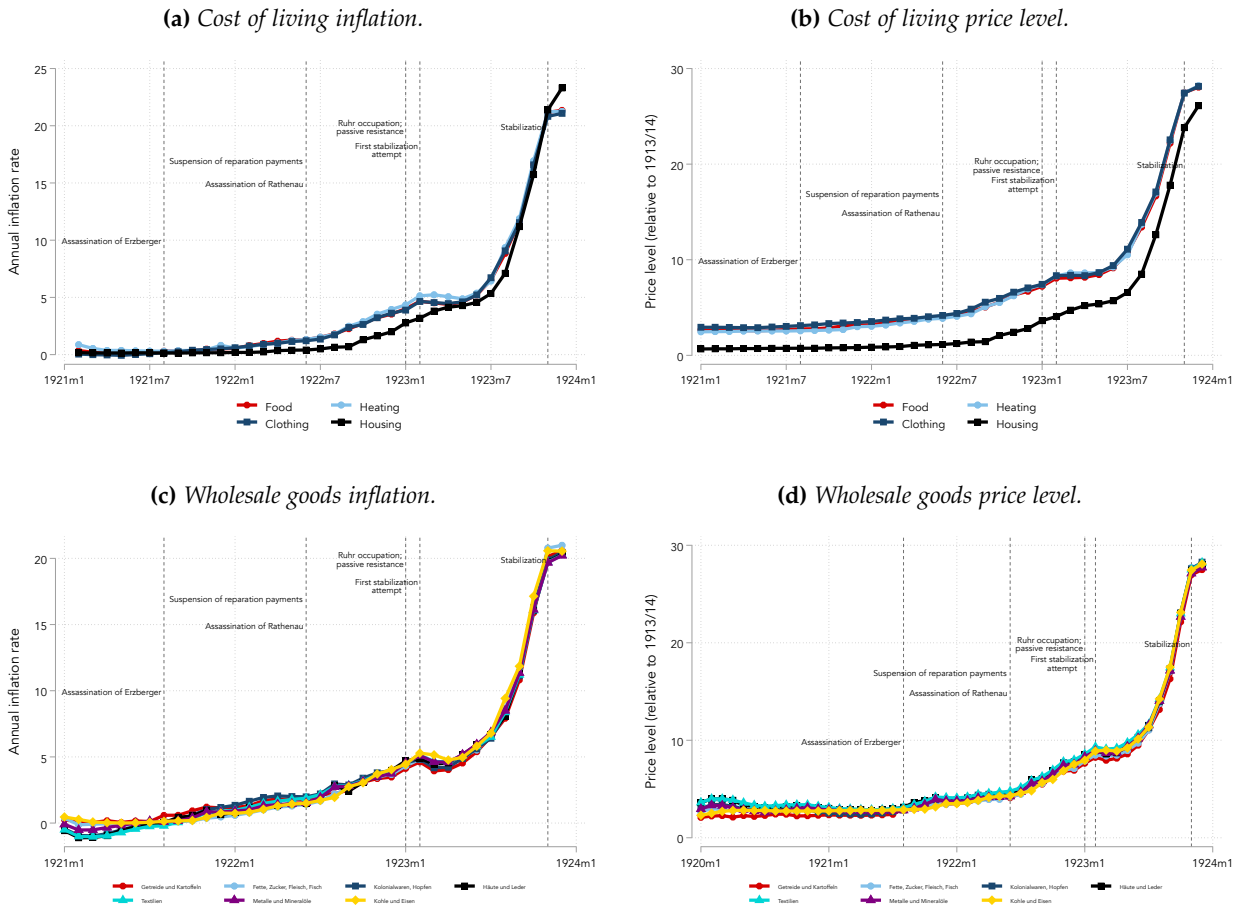 (a) Cost of living inflation.
Annual inflation rate
25
20
15
10
5
0
Ruhr occupation;
passive resistance
First stabilization
attempt
Stabilization
Suspension of reparation payments
Assassination of Rathenau
Assassination of Erzberger
1921m1 1921m7 1922m1 1922m7 1923m1 1923m7 1924m1
Food Heating
Clothing Housing
(b) Cost of living price level.
Price level (relative to 1913/14)
30
20
10
0
Ruhr occupation;
passive resistance
First stabilization
attempt
Stabilization
Suspension of reparation payments
Assassination of Rathenau
Assassination of Erzberger
1921m1 1921m7 1922m1 1922m7 1923m1 1923m7 1924m1
Food Heating
Clothing Housing
(c) Wholesale goods inflation.
Annual inflation rate
20
15
10
5
0
Ruhr occupation;
passive resistance
Stabilization
First stabilization
attempt
Suspension of reparation payments
Assassination of Rathenau
Assassination of Erzberger
1921m1 1922m1 1923m1 1924m1
Getreide und Kartoffeln Fette, Zucker, Fleisch, Fisch Kolonialwaren, Hopfen Häute und Leder
Textilien Metalle und Mineralöle Kohle und Eisen
(d) Wholesale goods price level.
Price level (relative to 1913/14)
30
20
10
0
Ruhr occupation;
passive resistance
Stabilization
First stabilization
attempt
Suspension of reparation payments
Assassination of Rathenau
Assassination of Erzberger
1920m1 1921m1 1922m1 1923m1 1924m1
Getreide und Kartoffeln Fette, Zucker, Fleisch, Fisch Kolonialwaren, Hopfen Häute und Leder
Textilien Metalle und Mineralöle Kohle und Eisen